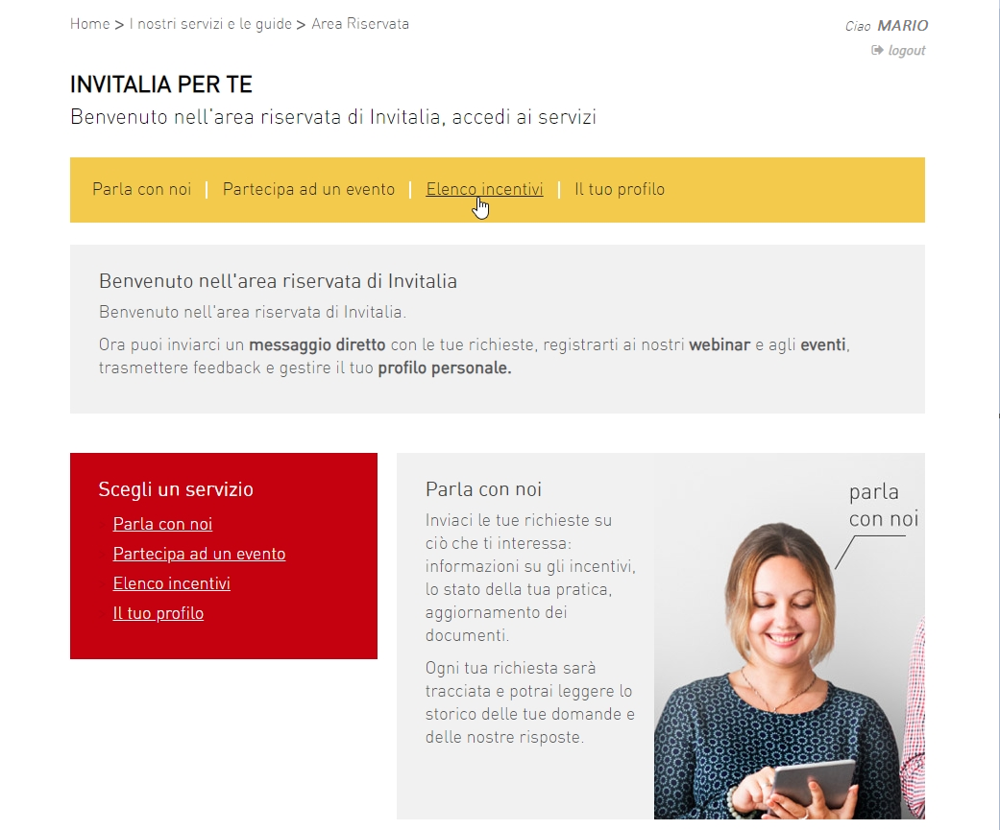 Home > I nostri servizi e le guide > Area Riservata
Ciao MARIO
logout
INVITALIA PER TE
Benvenuto nell'area riservata di Invitalia, accedi ai servizi
Parla con noi | Partecipa ad un evento | Elenco incentivi | Il tuo profilo
Benvenuto nell'area riservata di Invitalia
Benvenuto nell'area riservata di Invitalia.
Ora puoi inviarci un messaggio diretto con le tue richieste, registrarti ai nostri webinar e agli eventi,
trasmettere feedback e gestire il tuo profilo personale.
Scegli un servizio
Parla con noi
Partecipa ad un evento
Elenco incentivi
Il tuo profilo
Parla con noi
Inviaci le tue richieste su
ciò che ti interessa:
informazioni su gli incentivi,
lo stato della tua pratica,
aggiornamento dei
documenti.
Ogni tua richiesta sarà
tracciata e potrai leggere lo
storico delle tue domande e
delle nostre risposte.
parla
con noi